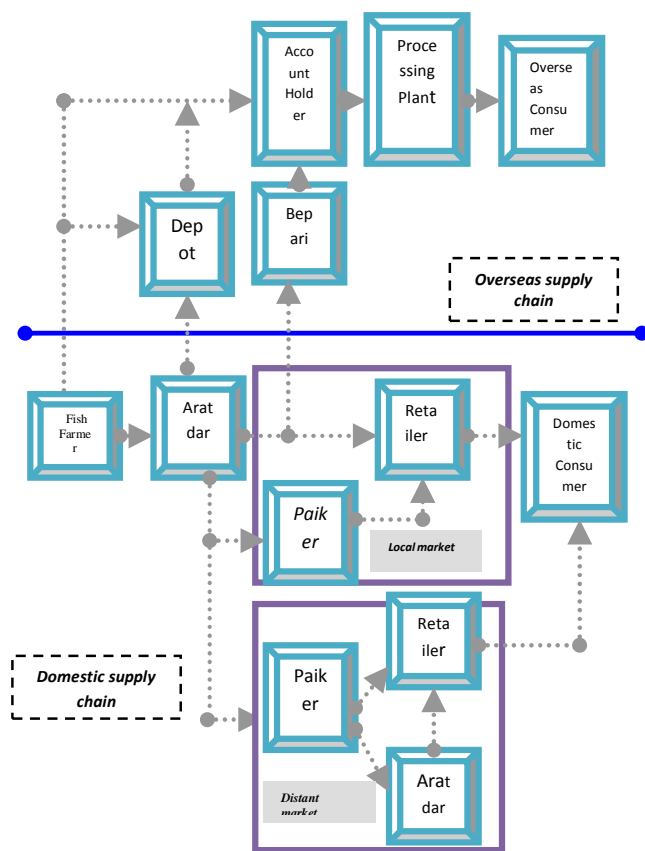 Acco
unt
Hold
er
Proce
ssing
Plant
Overse
as
Consu
mer
Dep
ot
Bep
ari
Overseas supply
chain
Fish
Farme
r
Arat
dar
Reta
iler
Domes
tic
Consu
mer
Paik
er
Local market
Domestic supply
chain
Paik
er
Reta
iler
Arat
dar
Distant
market